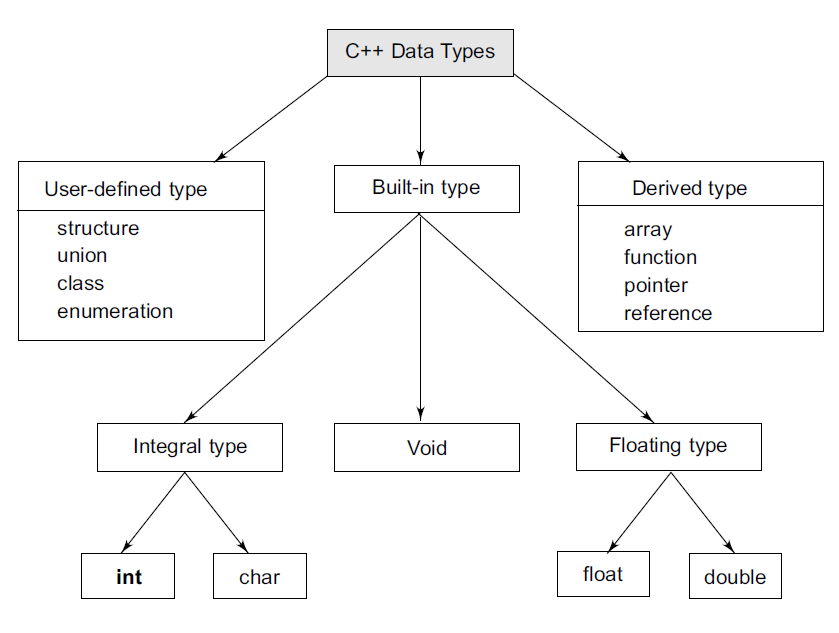 C++ Data Types
User-defined type
structure
union
class
enumeration
Built-in type
Derived type
array
function
pointer
reference
Integral type
Void
Floating type
int
char
float
double